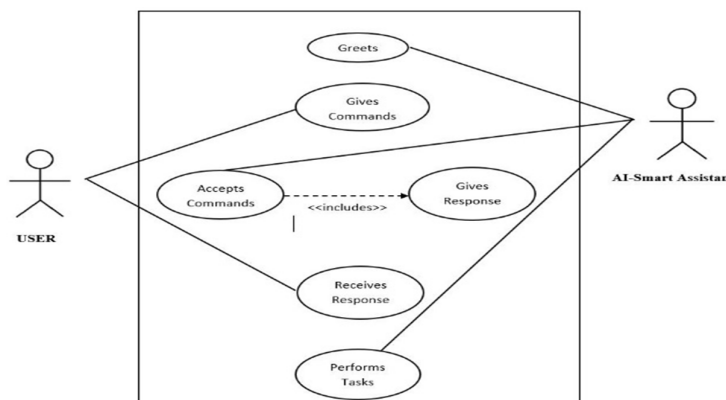 Greets
Gives
Commands
Accepts
Commands
<<includes>>
Gives
Response
USER
AI-Smart Assistan
Receives
Response
Performs
Tasks